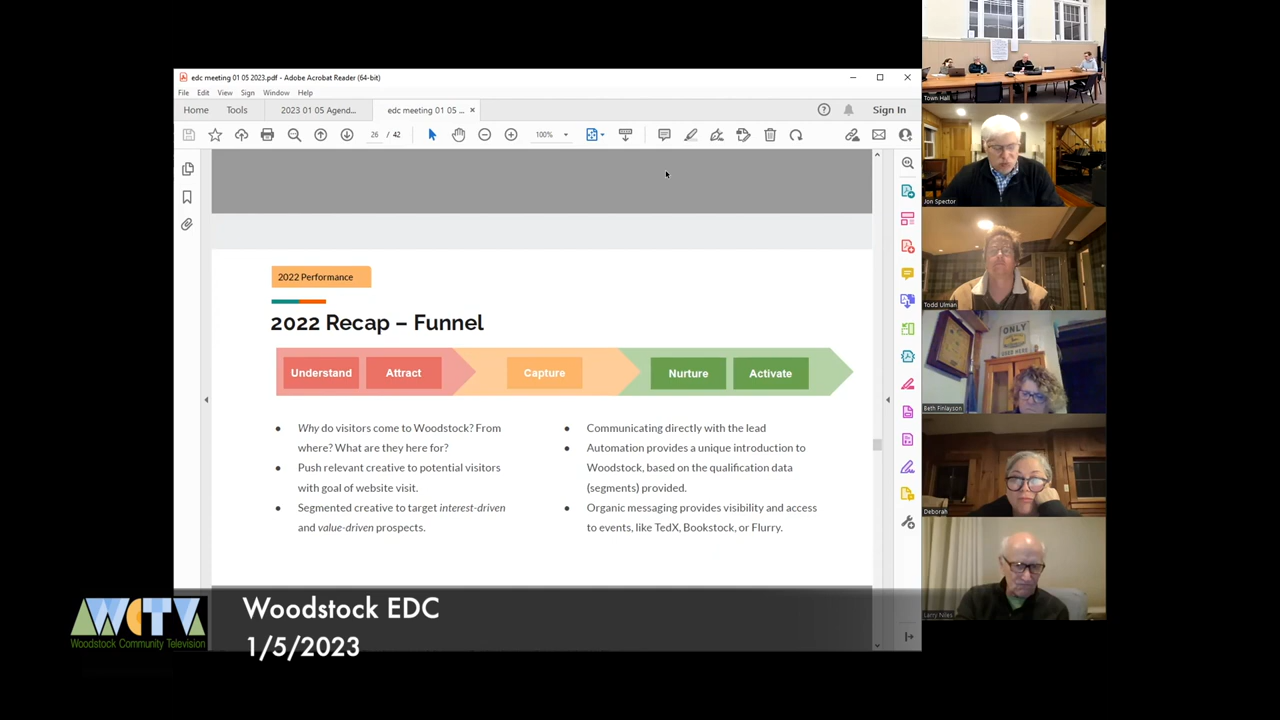 edc meeting 01 05 2023.pdf - Adobe Acrobat Reader (64-bit)
File Edit View Sign Window Help
Home Tools 2023 01 05 Agend... edc meeting 01 05 ... × Sign In
26 / 42 100%
2022 Performance
2022 Recap – Funnel
Understand Attract Capture Nurture Activate
● Why do visitors come to Woodstock? From
where? What are they here for?
● Push relevant creative to potential visitors
with goal of website visit.
● Segmented creative to target interest-driven
and value-driven prospects.
● Communicating directly with the lead
● Automation provides a unique introduction to
Woodstock, based on the qualification data
(segments) provided.
● Organic messaging provides visibility and access
to events, like TedX, Bookstock, or Flurry.
Town Hall
Jon Spector
Todd Ulman
ONLY
USED HERE
Beth Finlayson
Deborah
Larry Niles
WCTV
Woodstock Community Television
Woodstock EDC
1/5/2023